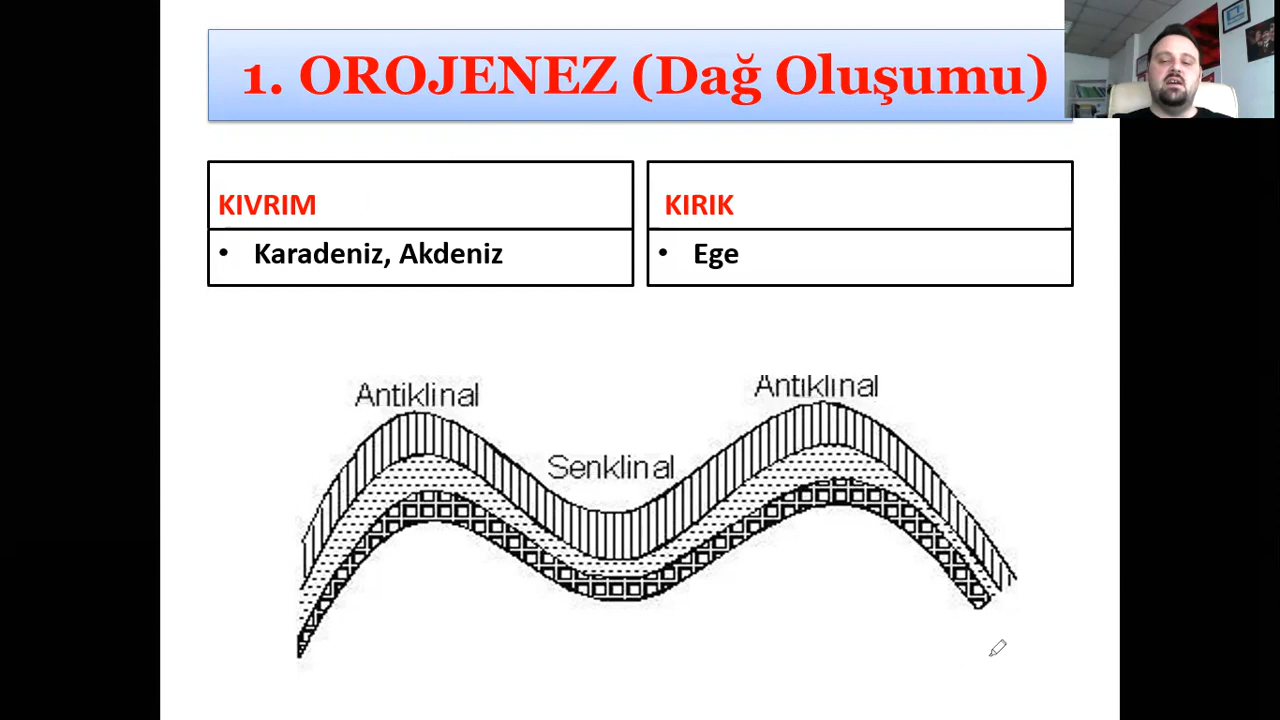 1. OROJENEZ (Dağ Oluşumu)
KIVRIM
• Karadeniz, Akdeniz
KIRIK
• Ege
Antiklinal
Antiklinal
Senklinal